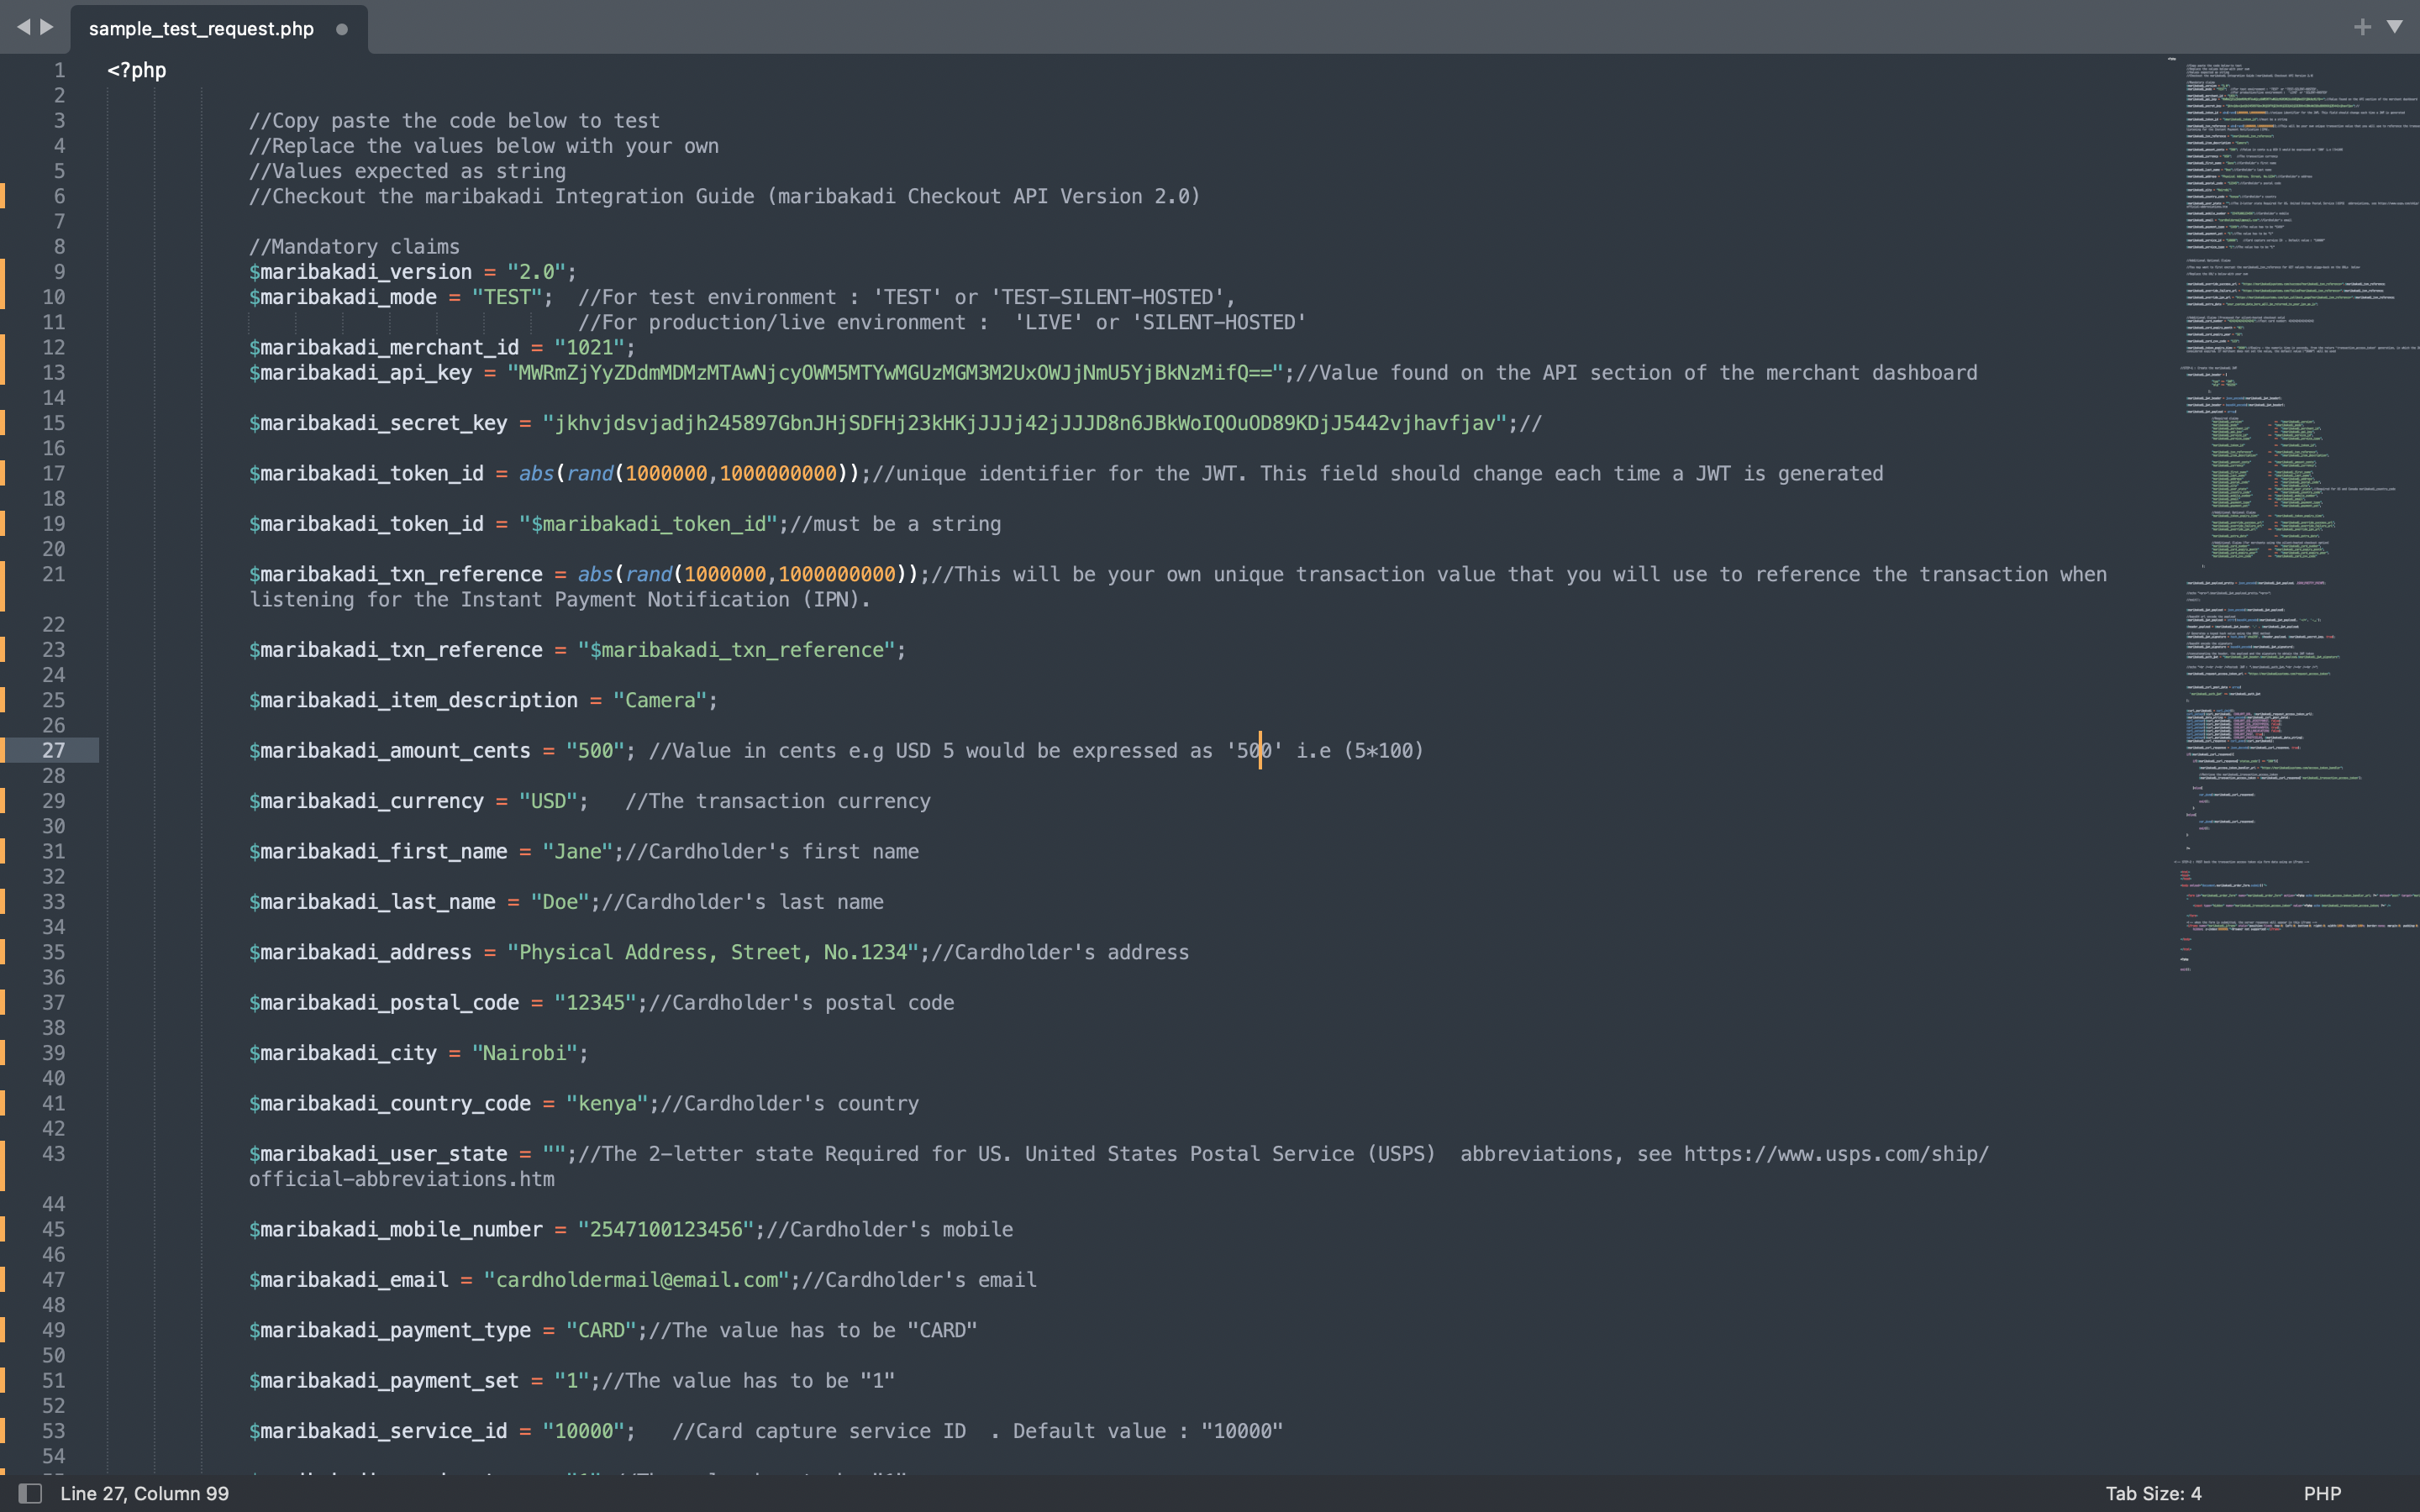 sample_test_request.php
1 <?php
2
3 //Copy paste the code below to test
4 //Replace the values below with your own
5 //Values expected as string
6 //Checkout the maribakadi Integration Guide (maribakadi Checkout API Version 2.0)
7
8 //Mandatory claims
9 $maribakadi_version = "2.0";
10 $maribakadi_mode = "TEST";  //For test environment : 'TEST' or 'TEST-SILENT-HOSTED',
11 //For production/live environment :  'LIVE' or 'SILENT-HOSTED'
12 $maribakadi_merchant_id = "1021";
13 $maribakadi_api_key = "MWRmZjYyZDdmMDMzMTAwNjcyOWM5MTYwMGUzMGM3M2UxOWJjNmU5YjBkNzMifQ==";//Value found on the API section of the merchant dashboard
14
15 $maribakadi_secret_key = "jkhvjdsvjadjh245897GbnJHjSDFHj23kHKjJJJj42jJJJD8n6JBkWoIQOuOD89KDjJ5442vjhavfjav";//
16
17 $maribakadi_token_id = abs(rand(1000000,1000000000));//unique identifier for the JWT. This field should change each time a JWT is generated
18
19 $maribakadi_token_id = "$maribakadi_token_id";//must be a string
20
21 $maribakadi_txn_reference = abs(rand(1000000,1000000000));//This will be your own unique transaction value that you will use to reference the transaction when
listening for the Instant Payment Notification (IPN).
22
23 $maribakadi_txn_reference = "$maribakadi_txn_reference";
24
25 $maribakadi_item_description = "Camera";
26
27 $maribakadi_amount_cents = "500"; //Value in cents e.g USD 5 would be expressed as '500' i.e (5*100)
28
29 $maribakadi_currency = "USD";   //The transaction currency
30
31 $maribakadi_first_name = "Jane";//Cardholder's first name
32
33 $maribakadi_last_name = "Doe";//Cardholder's last name
34
35 $maribakadi_address = "Physical Address, Street, No.1234";//Cardholder's address
36
37 $maribakadi_postal_code = "12345";//Cardholder's postal code
38
39 $maribakadi_city = "Nairobi";
40
41 $maribakadi_country_code = "kenya";//Cardholder's country
42
43 $maribakadi_user_state = "";//The 2-letter state Required for US. United States Postal Service (USPS)  abbreviations, see https://www.usps.com/ship/
official-abbreviations.htm
44
45 $maribakadi_mobile_number = "2547100123456";//Cardholder's mobile
46
47 $maribakadi_email = "cardholdermail@email.com";//Cardholder's email
48
49 $maribakadi_payment_type = "CARD";//The value has to be "CARD"
50
51 $maribakadi_payment_set = "1";//The value has to be "1"
52
53 $maribakadi_service_id = "10000";   //Card capture service ID  . Default value : "10000"
54
Line 27, Column 99
Tab Size: 4
PHP